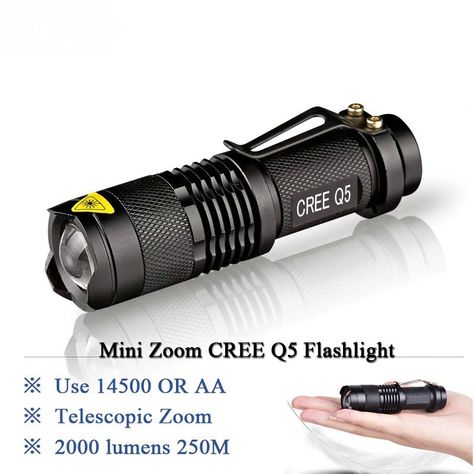 CREE Q5
Mini Zoom CREE Q5 Flashlight
※ Use 14500 OR AA
※ Telescopic Zoom
※ 2000 lumens 250M